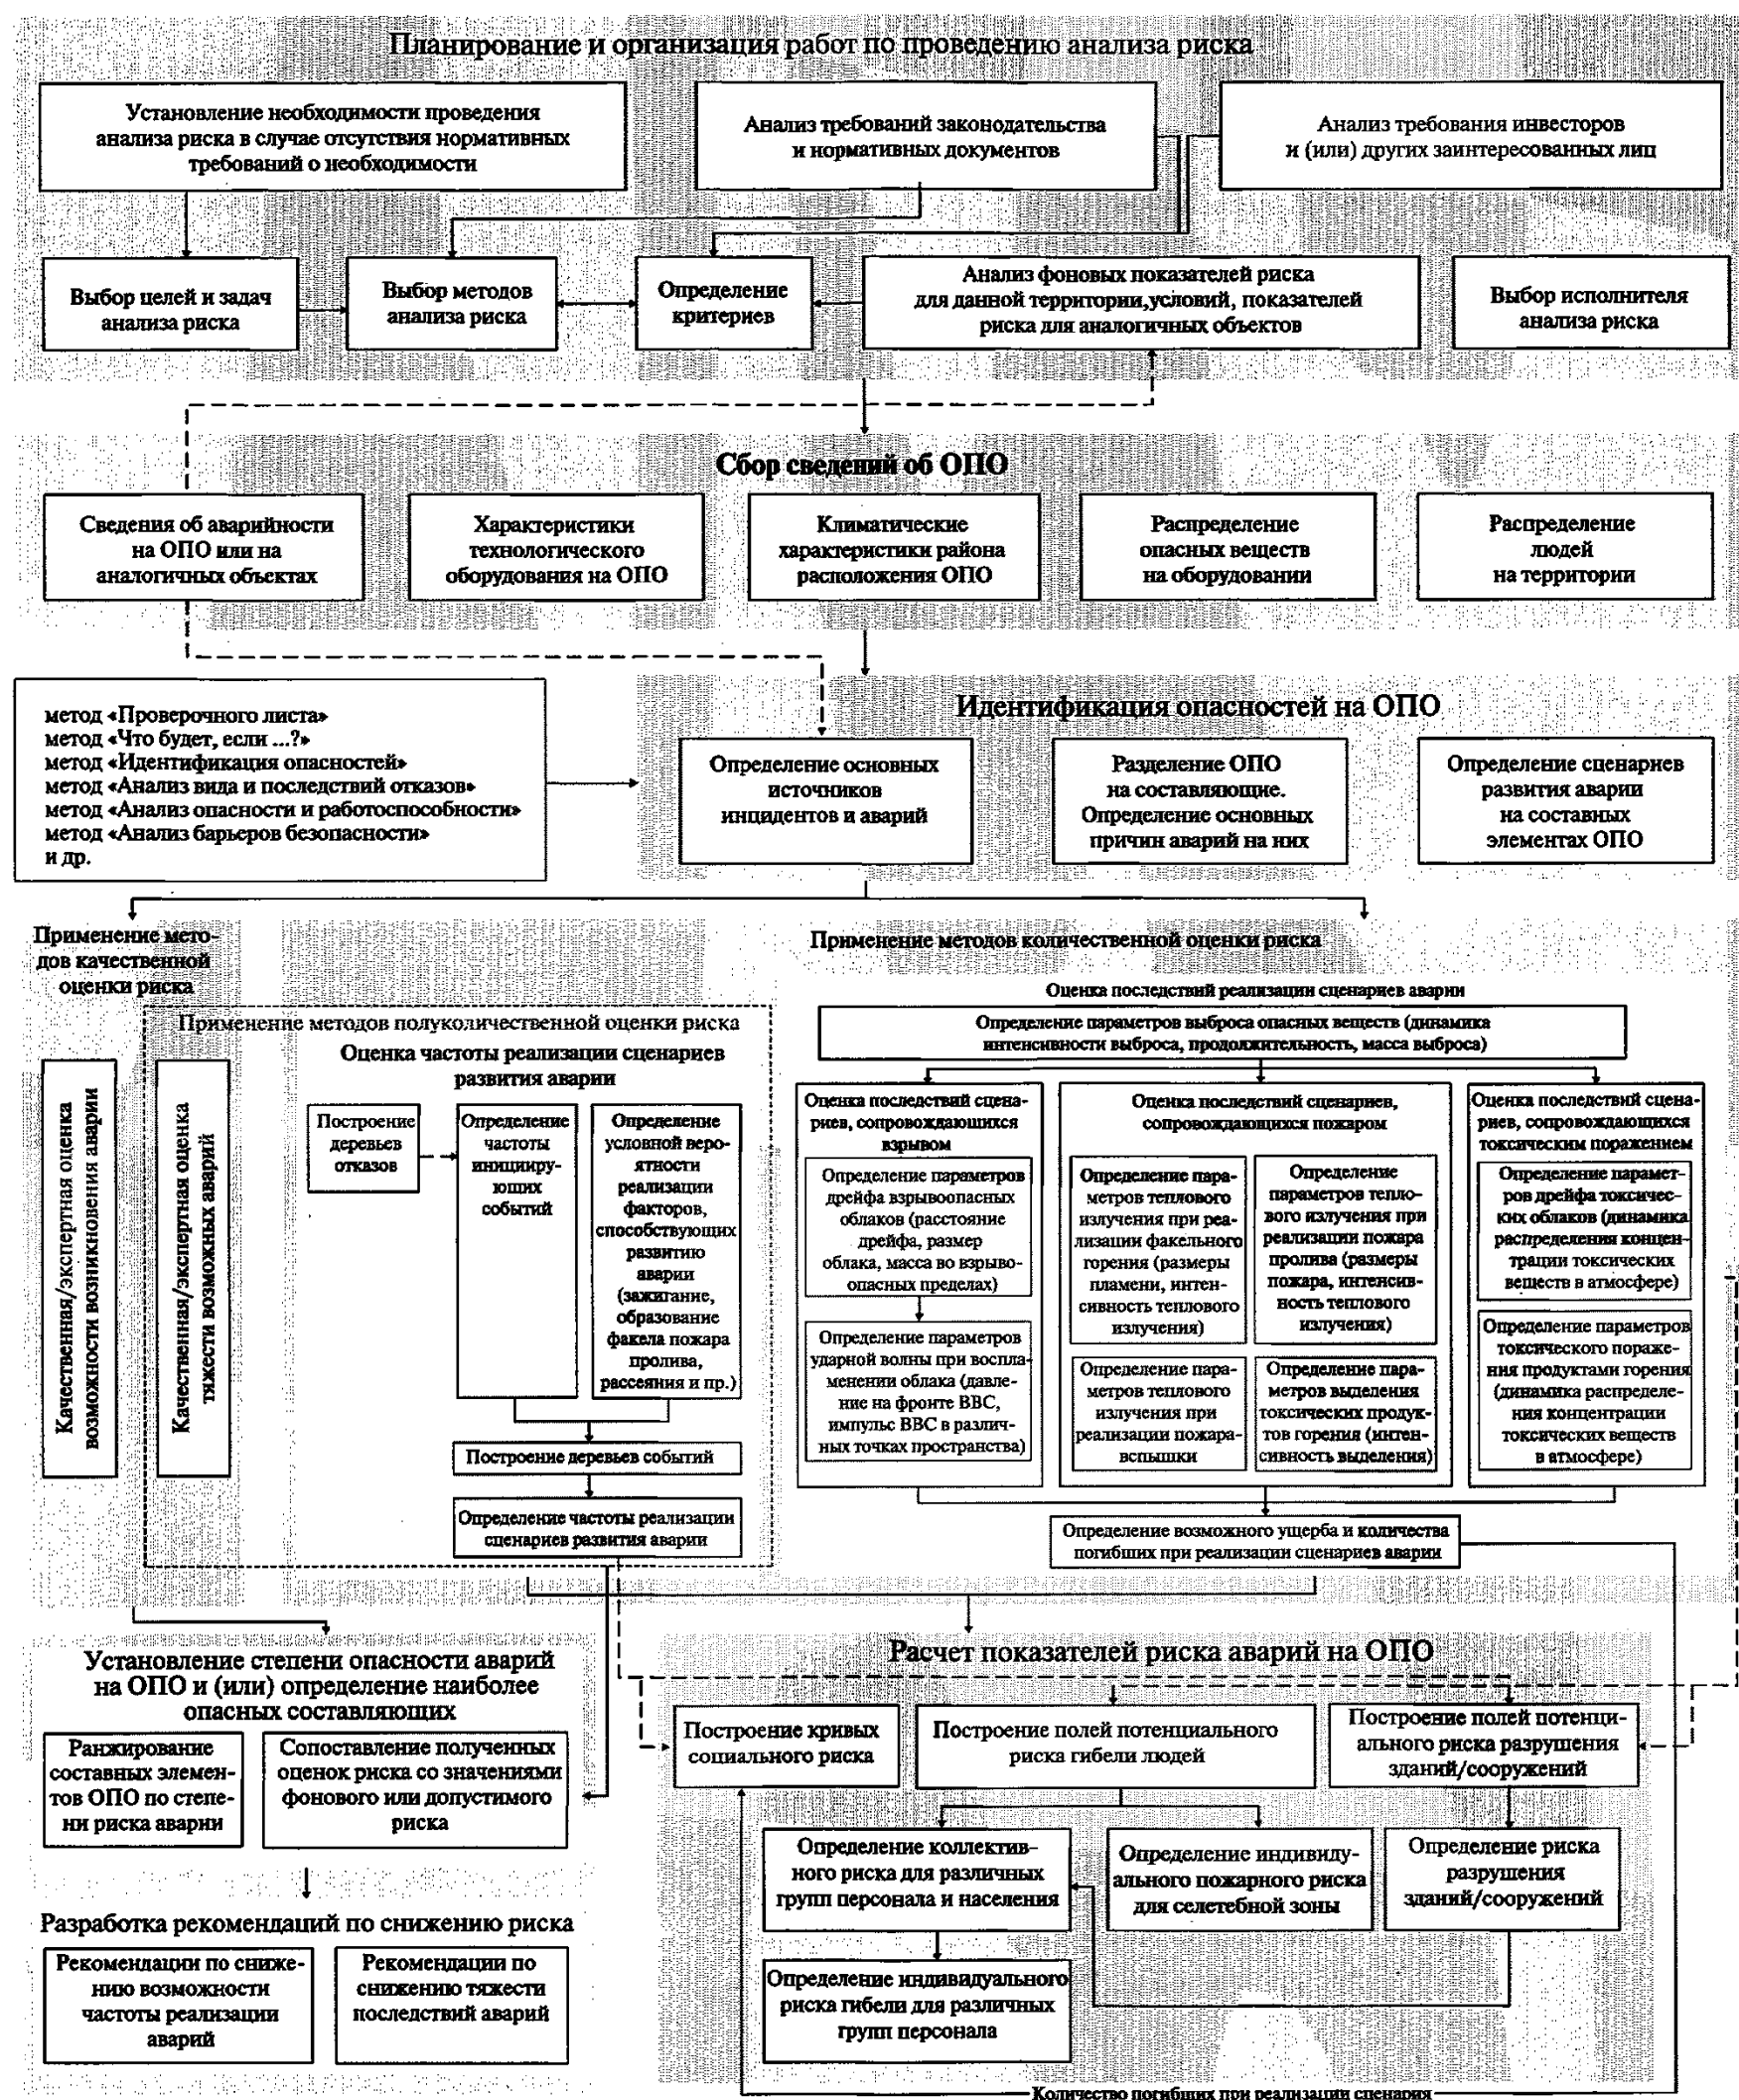 Планирование и организация работ по проведению анализа риска
Установление необходимости проведения
анализа риска в случае отсутствия нормативных
требований о необходимости
Анализ требований законодательства
и нормативных документов
Анализ требования инвесторов
и (или) других заинтересованных лиц
Выбор целей и задач
анализа риска
Выбор методов
анализа риска
Определение
критериев
Анализ фоновых показателей риска
для данной территории,условий, показателей
риска для аналогичных объектов
Выбор исполнителя
анализа риска
Сбор сведений об ОПО
Сведения об аварийности
на ОПО или на
аналогичных объектах
Характеристики
технологического
оборудования на ОПО
Климатические
характеристики района
расположения ОПО
Распределение
опасных веществ
на оборудовании
Распределение
людей
на территории
метод «Проверочного листа»
метод «Что будет, если ...?»
метод «Идентификация опасностей»
метод «Анализ вида и последствий отказов»
метод «Анализ опасности и работоспособности»
метод «Анализ барьеров безопасности»
и др.
Идентификация опасностей на ОПО
Определение основных
источников
инцидентов и аварий
Разделение ОПО
на составляющие.
Определение основных
причин аварий на них
Определение сценариев
развития аварии
на составных
элементах ОПО
Применение мето-
дов качественной
оценки риска
Качественная/экспертная оценка
возможности возникновения аварии
Качественная/экспертная оценка
тяжести возможных аварий
Применение методов полуколичественной оценки риска
Оценка частоты реализации сценариев
развития аварии
Построение
деревьев
отказов
Определение
частоты
иницииру-
ющих
событий
Определение
условной веро-
ятности
реализации
факторов,
способствующих
развитию
аварии
(зажигание,
образование
факела пожара
пролива,
рассеяния и пр.)
Построение деревьев событий
Определение частоты реализации
сценариев развития аварии
Применение методов количественной оценки риска
Оценка последствий реализации сценариев аварии
Определение параметров выброса опасных веществ (динамика
интенсивности выброса, продолжительность, масса выброса)
Оценка последствий сцена-
риев, сопровождающихся
взрывом
Определение параметров
дрейфа взрывоопасных
облаков (расстояние
дрейфа, размер
облака, масса во взрыво-
опасных пределах)
Определение параметров
ударной волны при воспла-
менении облака (давле-
ние на фронте ВВС,
импульс ВВС в различ-
ных точках пространства)
Оценка последствий сценариев,
сопровождающихся пожаром
Определение пара-
метров теплового
излучения при реа-
лизации факельного
горения (размеры
пламени, интен-
сивность теплового
излучения)
Определение
параметров тепло-
вого излучения при
реализации пожара
пролива (размеры
пожара, интенсив-
ность теплового
излучения)
Определение пара-
метров теплового
излучения при
реализации пожара-
вспышки
Определение пара-
метров выделения
токсических продук-
тов горения (интен-
сивность выделения)
Оценка последствий сцена-
риев, сопровождающихся
токсическим поражением
Определение парамет-
ров дрейфа токсичес-
ких облаков (динамика
распределения концен-
трации токсических
веществ в атмосфере)
Определение параметров
токсического пораже-
ния продуктами горения
(динамика распределе-
ния концентрации
токсических веществ
в атмосфере)
Определение возможного ущерба и количества
погибших при реализации сценариев аварии
Установление степени опасности аварий
на ОПО и (или) определение наиболее
опасных составляющих
Ранжирование
составных элемен-
тов ОПО по степе-
ни риска аварии
Сопоставление полученных
оценок риска со значениями
фонового или допустимого
риска
Разработка рекомендаций по снижению риска
Рекомендации по сниже-
нию возможности
частоты реализации
аварий
Рекомендации по
снижению тяжести
последствий аварий
Расчет показателей риска аварий на ОПО
Построение кривых
социального риска
Построение полей потенциального
риска гибели людей
Построение полей потенци-
ального риска разрушения
зданий/сооружений
Определение коллектив-
ного риска для различных
групп персонала и населения
Определение индивиду-
ального пожарного риска
для селетебной зоны
Определение риска
разрушения
зданий/сооружений
Определение индивидуального
риска гибели для различных
групп персонала
Количество погибших при реализации сценария